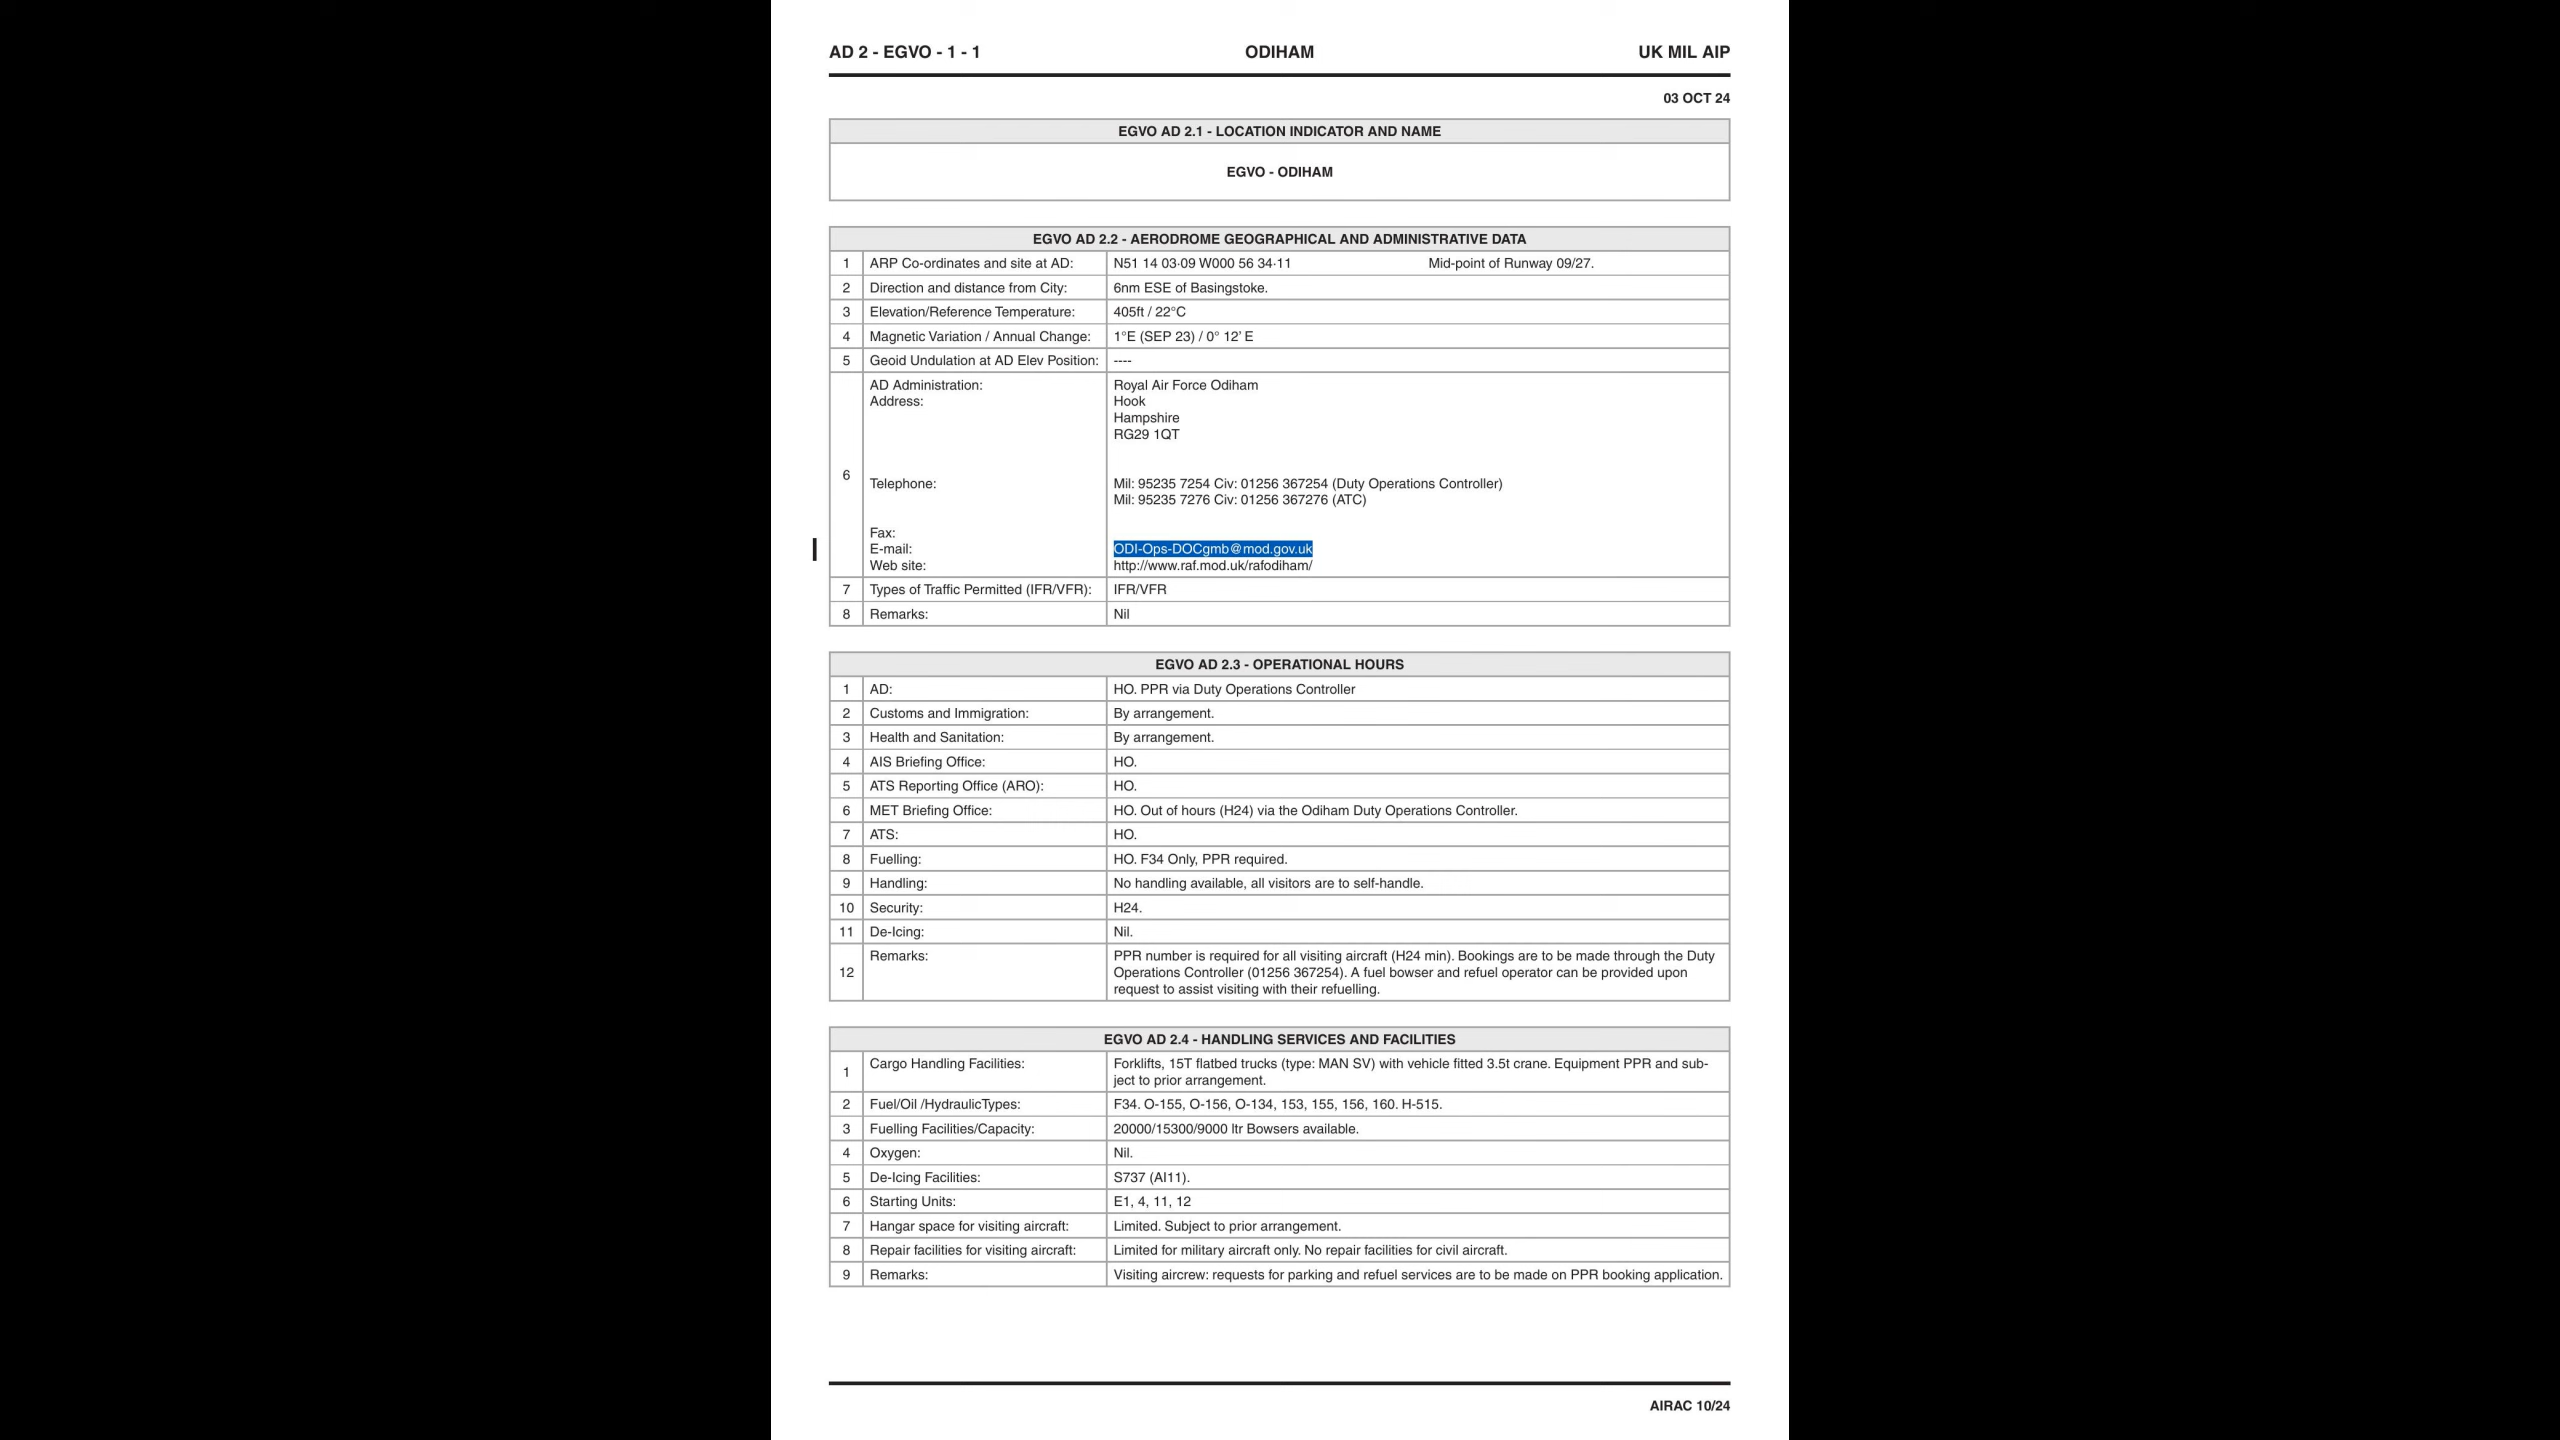 AD 2 - EGVO - 1 - 1 ODIHAM UK MIL AIP
03 OCT 24
EGVO AD 2.1 - LOCATION INDICATOR AND NAME
EGVO - ODIHAM
EGVO AD 2.2 - AERODROME GEOGRAPHICAL AND ADMINISTRATIVE DATA
1 ARP Co-ordinates and site at AD: N51 14 03·09 W000 56 34·11 Mid-point of Runway 09/27.
2 Direction and distance from City: 6nm ESE of Basingstoke.
3 Elevation/Reference Temperature: 405ft / 22°C
4 Magnetic Variation / Annual Change: 1°E (SEP 23) / 0° 12' E
5 Geoid Undulation at AD Elev Position: ----
6
AD Administration: Royal Air Force Odiham
Address: Hook
Hampshire
RG29 1QT
Telephone: Mil: 95235 7254 Civ: 01256 367254 (Duty Operations Controller)
Mil: 95235 7276 Civ: 01256 367276 (ATC)
Fax:
E-mail: ODI-Ops-DOCgmb@mod.gov.uk
Web site: http://www.raf.mod.uk/rafodiham/
7 Types of Traffic Permitted (IFR/VFR): IFR/VFR
8 Remarks: Nil
EGVO AD 2.3 - OPERATIONAL HOURS
1 AD: HO. PPR via Duty Operations Controller
2 Customs and Immigration: By arrangement.
3 Health and Sanitation: By arrangement.
4 AIS Briefing Office: HO.
5 ATS Reporting Office (ARO): HO.
6 MET Briefing Office: HO. Out of hours (H24) via the Odiham Duty Operations Controller.
7 ATS: HO.
8 Fuelling: HO. F34 Only, PPR required.
9 Handling: No handling available, all visitors are to self-handle.
10 Security: H24.
11 De-Icing: Nil.
12 Remarks: PPR number is required for all visiting aircraft (H24 min). Bookings are to be made through the Duty
Operations Controller (01256 367254). A fuel bowser and refuel operator can be provided upon
request to assist visiting with their refuelling.
EGVO AD 2.4 - HANDLING SERVICES AND FACILITIES
1 Cargo Handling Facilities: Forklifts, 15T flatbed trucks (type: MAN SV) with vehicle fitted 3.5t crane. Equipment PPR and sub-
ject to prior arrangement.
2 Fuel/Oil /HydraulicTypes: F34. O-155, O-156, O-134, 153, 155, 156, 160. H-515.
3 Fuelling Facilities/Capacity: 20000/15300/9000 ltr Bowsers available.
4 Oxygen: Nil.
5 De-Icing Facilities: S737 (AI11).
6 Starting Units: E1, 4, 11, 12
7 Hangar space for visiting aircraft: Limited. Subject to prior arrangement.
8 Repair facilities for visiting aircraft: Limited for military aircraft only. No repair facilities for civil aircraft.
9 Remarks: Visiting aircrew: requests for parking and refuel services are to be made on PPR booking application.
AIRAC 10/24